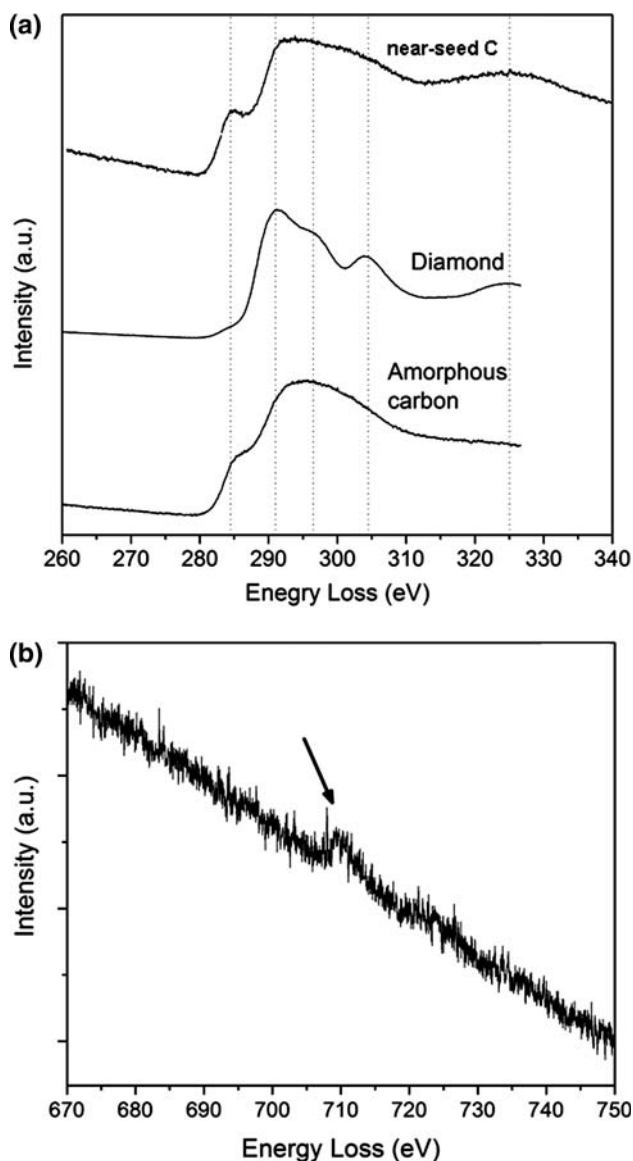 (a)
near-seed C
Diamond
Amorphous
carbon
Intensity (a.u.)
260 270 280 290 300 310 320 330 340
Enegry Loss (eV)
(b)
Intensity (a.u.)
670 680 690 700 710 720 730 740 750
Energy Loss (eV)